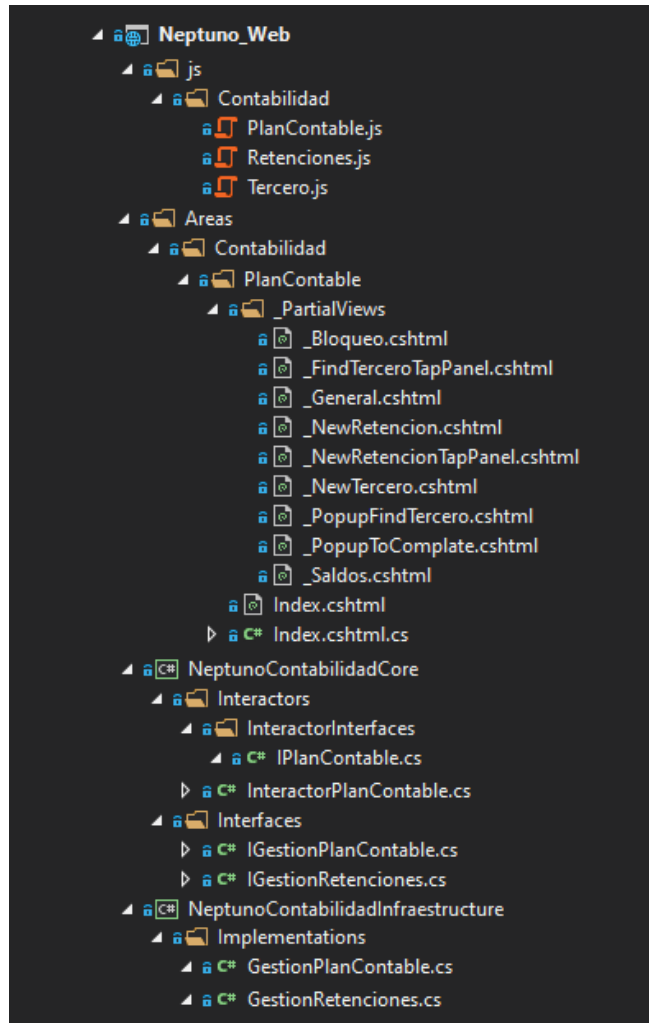 Neptuno_Web
js
Contabilidad
PlanContable.js
Retenciones.js
Tercero.js
Areas
Contabilidad
PlanContable
_PartialViews
_Bloqueo.cshtml
_FindTerceroTapPanel.cshtml
_General.cshtml
_NewRetencion.cshtml
_NewRetencionTapPanel.cshtml
_NewTercero.cshtml
_PopupFindTercero.cshtml
_PopupToComplate.cshtml
_Saldos.cshtml
Index.cshtml
C# Index.cshtml.cs
C# NeptunoContabilidadCore
Interactors
InteractorInterfaces
C# IPlanContable.cs
C# InteractorPlanContable.cs
Interfaces
C# IGestionPlanContable.cs
C# IGestionRetenciones.cs
C# NeptunoContabilidadInfraestructure
Implementations
C# GestionPlanContable.cs
C# GestionRetenciones.cs